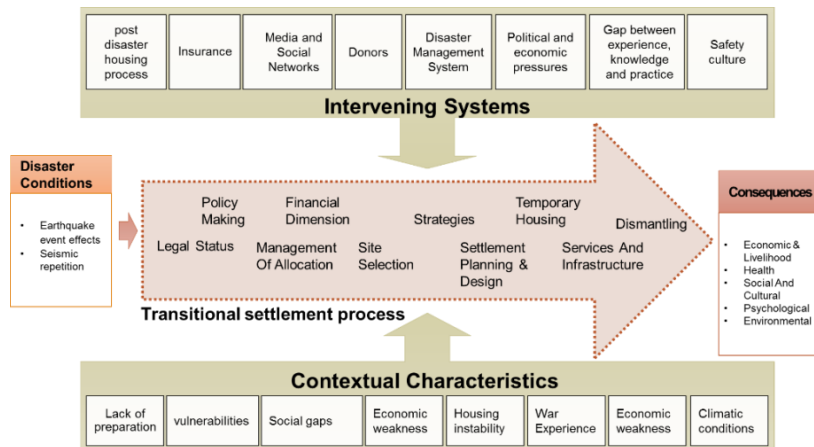 post
disaster
housing
process
Insurance
Media and
Social
Networks
Donors
Disaster
Management
System
Political and
economic
pressures
Gap between
experience,
knowledge
and practice
Safety
culture
Intervening Systems
Disaster
Conditions
• Earthquake
event effects
• Seismic
repetition
Policy
Making
Financial
Dimension
Strategies
Temporary
Housing
Dismantling
Legal Status
Management
Of Allocation
Site
Selection
Settlement
Planning &
Design
Services And
Infrastructure
Transitional settlement process
Consequences
• Economic &
Livelihood
• Health
• Social And
Cultural
• Psychological
• Environmental
Contextual Characteristics
Lack of
preparation
vulnerabilities
Social gaps
Economic
weakness
Housing
instability
War
Experience
Economic
weakness
Climatic
conditions